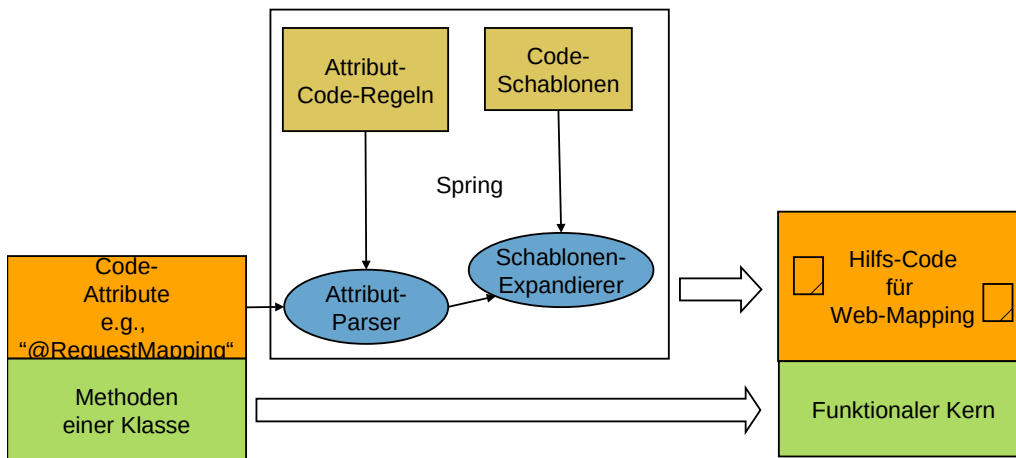 Attribut-
Code-Regeln
Code-
Schablonen
Spring
Code-
Attribute
e.g.,
“@RequestMapping“
Attribut-
Parser
Schablonen-
Expandierer
Hilfs-Code
für
Web-Mapping
Methoden
einer Klasse
Funktionaler Kern